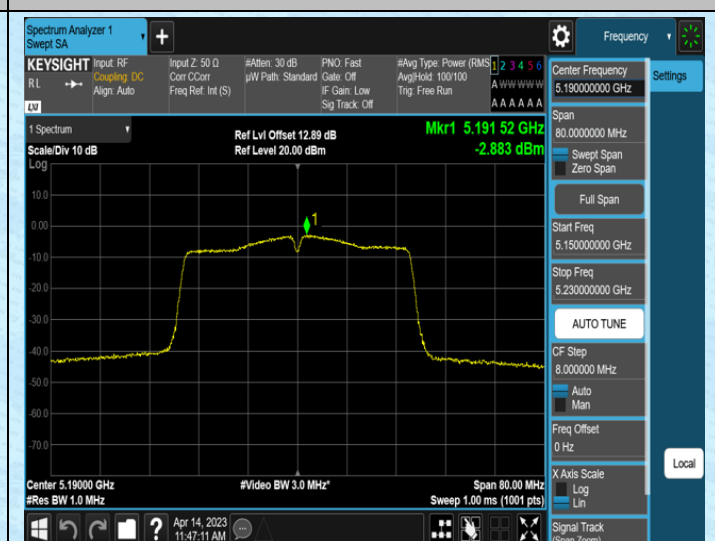 Spectrum Analyzer 1
Swept SA
Frequency
KEYSIGHT Input: RF
RL Coupling: DC
Align: Auto
LXI
Input Z: 50 Ω
Corr CCorr
Freq Ref: Int (S)
#Atten: 30 dB
µW Path: Standard
PNO: Fast
Gate: Off
IF Gain: Low
Sig Track: Off
#Avg Type: Power (RMS
Avg|Hold: 100/100
Trig: Free Run
1 2 3 4 5 6
A W W W W W
A A A A A A
Center Frequency
5.190000000 GHz
Settings
Span
80.0000000 MHz
Swept Span
Zero Span
Full Span
Start Freq
5.150000000 GHz
Stop Freq
5.230000000 GHz
AUTO TUNE
CF Step
8.000000 MHz
Auto
Man
Freq Offset
0 Hz
X Axis Scale
Log
Lin
Signal Track
(Span Zoom)
Local
1 Spectrum
Scale/Div 10 dB
Ref Lvl Offset 12.89 dB
Ref Level 20.00 dBm
Mkr1 5.191 52 GHz
-2.883 dBm
Log
10.0
0.00
-10.0
-20.0
-30.0
-40.0
-50.0
-60.0
-70.0
1
Center 5.19000 GHz
#Res BW 1.0 MHz
#Video BW 3.0 MHz*
Span 80.00 MHz
Sweep 1.00 ms (1001 pts)
?
Apr 14, 2023
11:47:11 AM